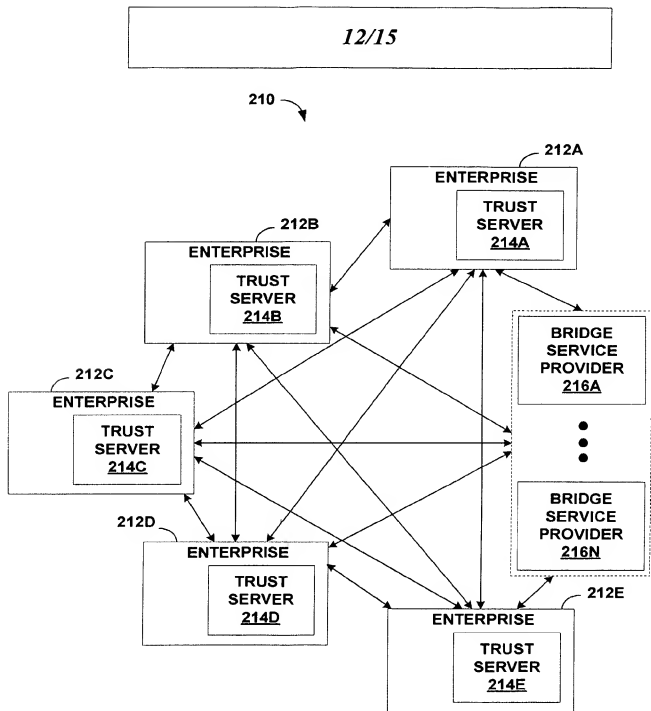 12/15
210
212A
ENTERPRISE
TRUST
SERVER
214A
212B
ENTERPRISE
TRUST
SERVER
214B
BRIDGE
SERVICE
PROVIDER
216A
212C
ENTERPRISE
TRUST
SERVER
214C
BRIDGE
SERVICE
PROVIDER
216N
212D
ENTERPRISE
TRUST
SERVER
214D
212E
ENTERPRISE
TRUST
SERVER
214E